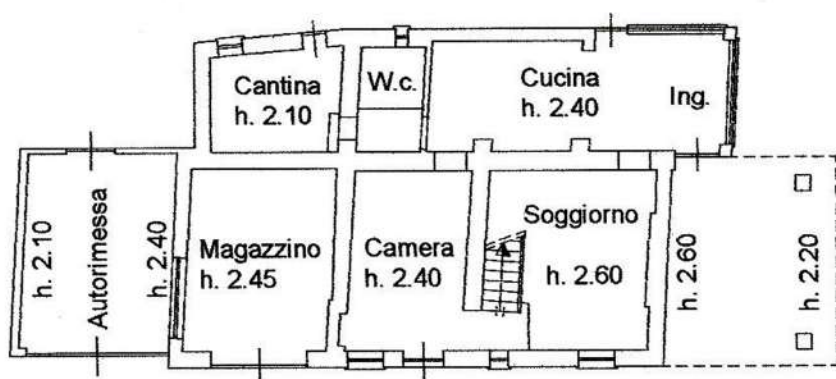 Cantina
h. 2.10
W.c.
Cucina
h. 2.40
Ing.
h. 2.10
Autorimessa
h. 2.40
Magazzino
h. 2.45
Camera
h. 2.40
Soggiorno
h. 2.60
h. 2.60
h. 2.20